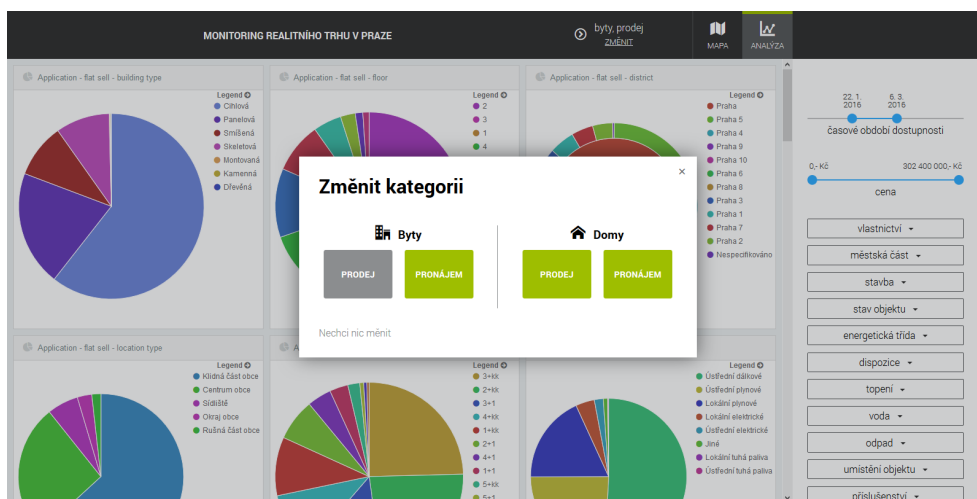 MONITORING REALITNÍHO TRHU V PRAZE
byty, prodej
ZMĚNIT
MAPA
ANALÝZA
Application - flat sell - building type
Legend
Cihlová
Panelová
Smíšená
Skeletová
Montovaná
Kamenná
Dřevěná
Application - flat sell - floor
Legend
2
3
1
4
Application - flat sell - district
Legend
Praha
Praha 5
Praha 4
Praha 9
Praha 10
Praha 6
Praha 8
Praha 3
Praha 1
Praha 7
Praha 2
Nespecifikováno
Změnit kategorii
×
Byty
PRODEJ
PRONÁJEM
Domy
PRODEJ
PRONÁJEM
Nechci nic měnit
Application - flat sell - location type
Legend
Klidná část obce
Centrum obce
Sídliště
Okraj obce
Rušná část obce
A
Legend
3+kk
2+kk
3+1
4+kk
1+kk
2+1
4+1
1+1
5+kk
5+1
Legend
Ústřední dálkové
Ústřední plynové
Lokální plynové
Lokální elektrické
Ústřední elektrické
Jiné
Lokální tuhá paliva
Ústřední tuhá paliva
22. 1. 2016
6. 3. 2016
časové období dostupnosti
0,- Kč
302 400 000,- Kč
cena
vlastnictví
městská část
stavba
stav objektu
energetická třída
dispozice
topení
voda
odpad
umístění objektu
příslušenství